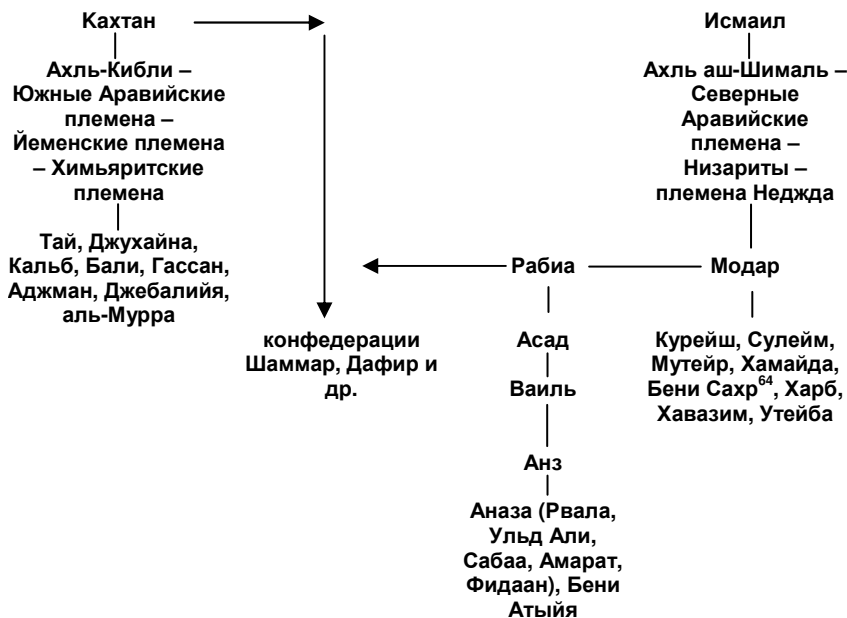 Кахтан
Ахль-Кибли –
Южные Аравийские
племена –
Йеменские племена
– Химьяритские
племена
Тай, Джухайна,
Кальб, Бали, Гассан,
Аджман, Джебалийя,
аль-Мурра
конфедерации
Шаммар, Дафир и
др.
Исмаил
Ахль аш-Шималь –
Северные
Аравийские
племена –
Низариты –
племена Неджда
Рабиа
Модар
Асад
Ваиль
Анз
Аназа (Рвала,
Ульд Али,
Сабаа, Амарат,
Фидаан), Бени
Атыйя
Курейш, Сулейм,
Мутейр, Хамайда,
Бени Сахр64, Харб,
Хавазим, Утейба